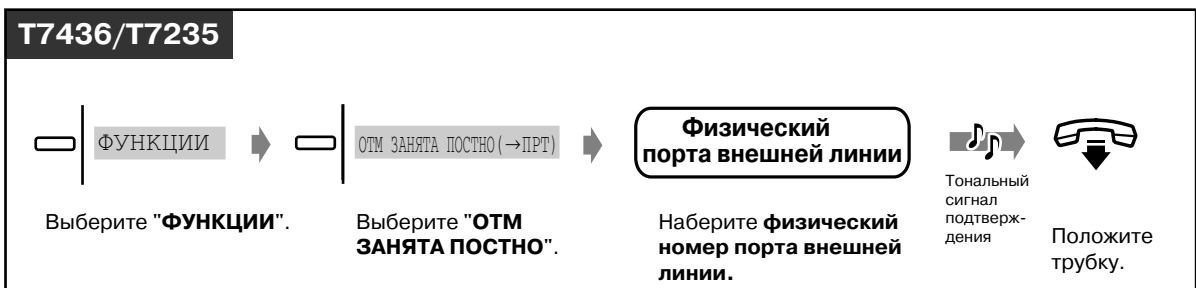 T7436/T7235
ФУНКЦИИ
ОТМ ЗАНЯТА ПОСТНО(→ПРТ)
Физический
порта внешней линии
Выберите "ФУНКЦИИ".
Выберите "ОТМ
ЗАНЯТА ПОСТНО".
Наберите физический
номер порта внешней
линии.
Тональный
сигнал
подтверж-
дения
Положите
трубку.